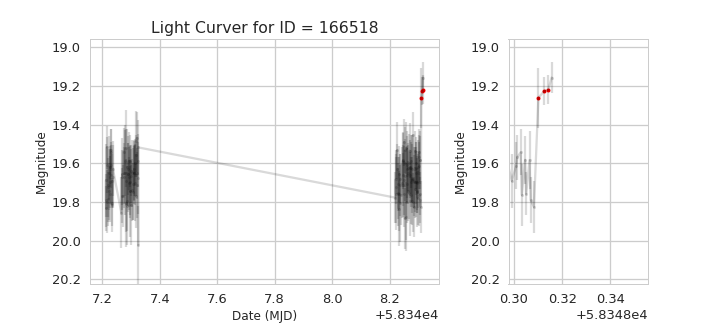 Light Curver for ID = 166518
19.0
19.2
19.4
19.6
19.8
20.0
20.2
Magnitude
7.2 7.4 7.6 7.8 8.0 8.2
Date (MJD)
+5.834e4
19.0
19.2
19.4
19.6
19.8
20.0
20.2
Magnitude
0.30 0.32 0.34
+5.8348e4